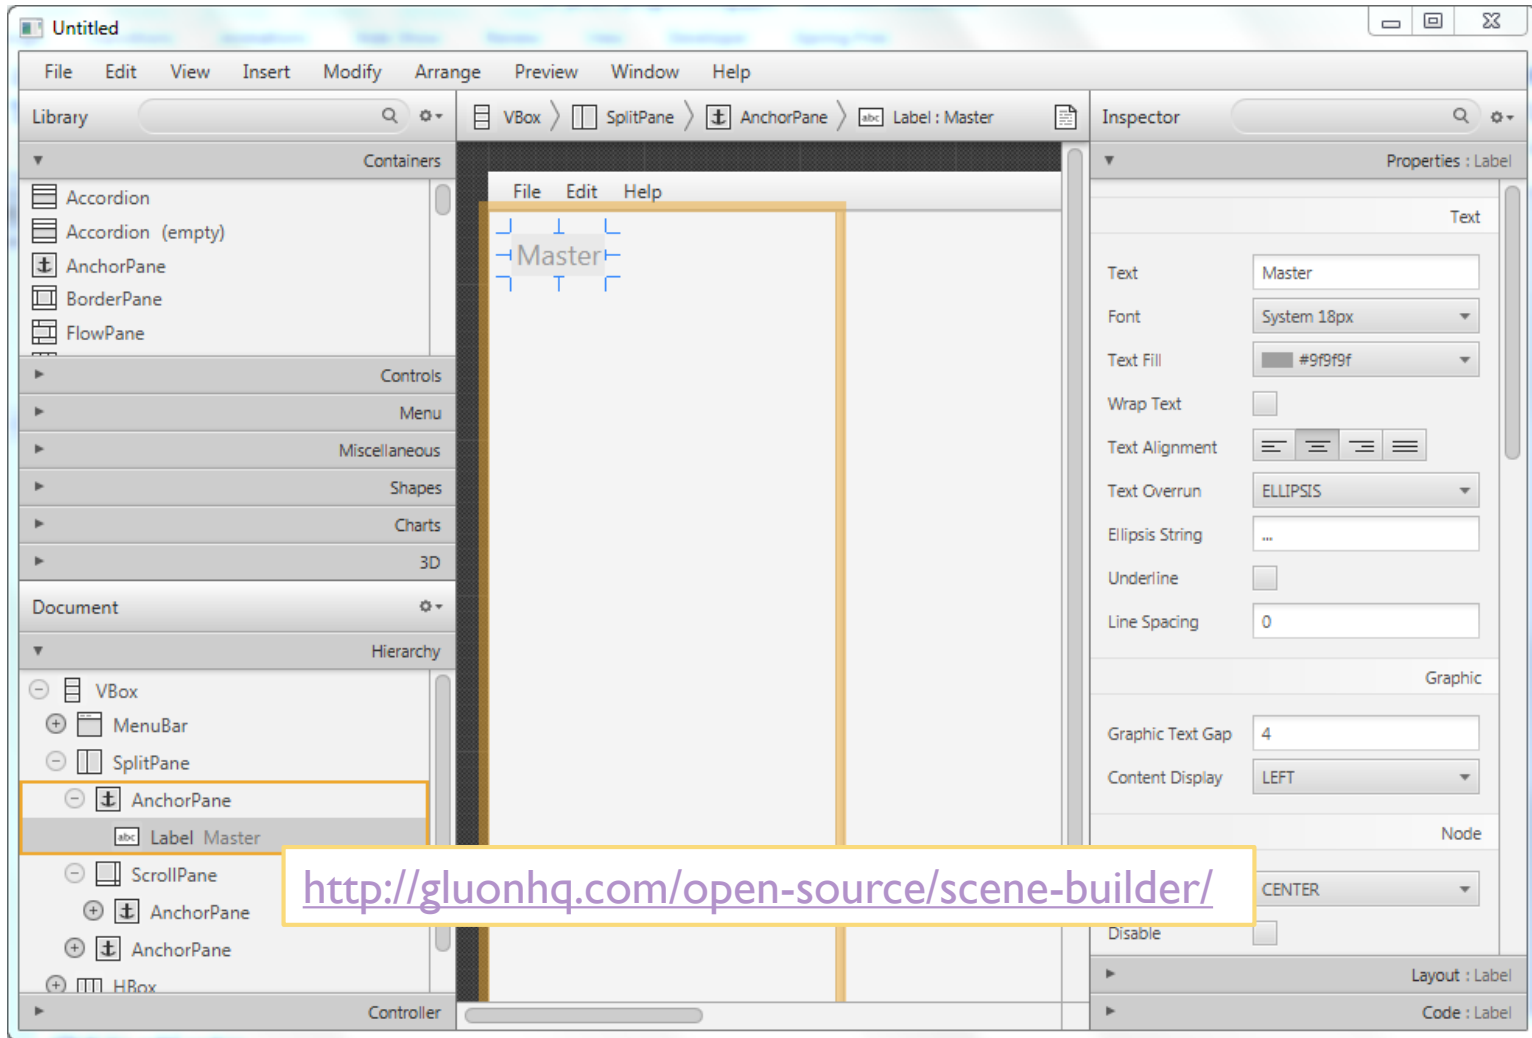 Untitled
File Edit View Insert Modify Arrange Preview Window Help
Library
Containers
Accordion
Accordion (empty)
AnchorPane
BorderPane
FlowPane
Controls
Menu
Miscellaneous
Shapes
Charts
3D
Document
Hierarchy
VBox
MenuBar
SplitPane
AnchorPane
abc Label Master
ScrollPane
AnchorPane
AnchorPane
HBox
Controller
VBox SplitPane AnchorPane abc Label : Master
File Edit Help
Master
http://gluonhq.com/open-source/scene-builder/
Inspector
Properties : Label
Text
Text Master
Font System 18px
Text Fill #9f9f9f
Wrap Text
Text Alignment
Text Overrun ELLIPSIS
Ellipsis String ...
Underline
Line Spacing 0
Graphic
Graphic Text Gap 4
Content Display LEFT
Node
CENTER
Disable
Layout : Label
Code : Label